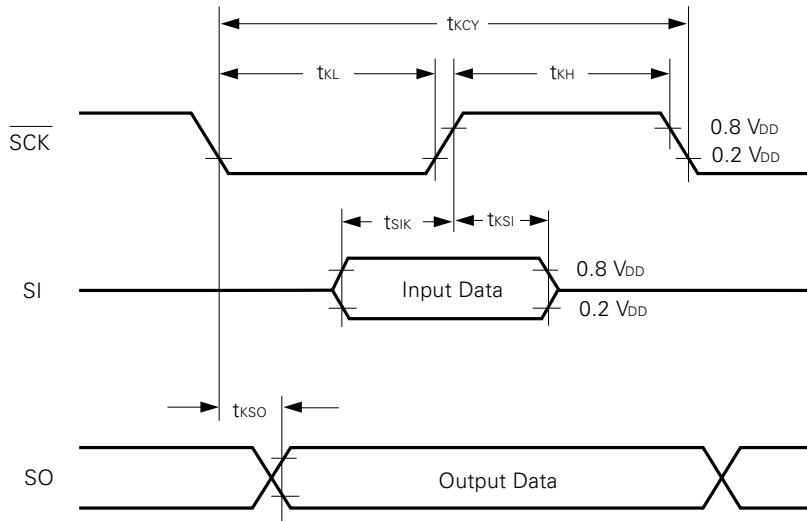 tKCY
tKL
tKH
SCK
0.8 VDD
0.2 VDD
tSIK
tKSI
SI
Input Data
0.8 VDD
0.2 VDD
tKSO
SO
Output Data